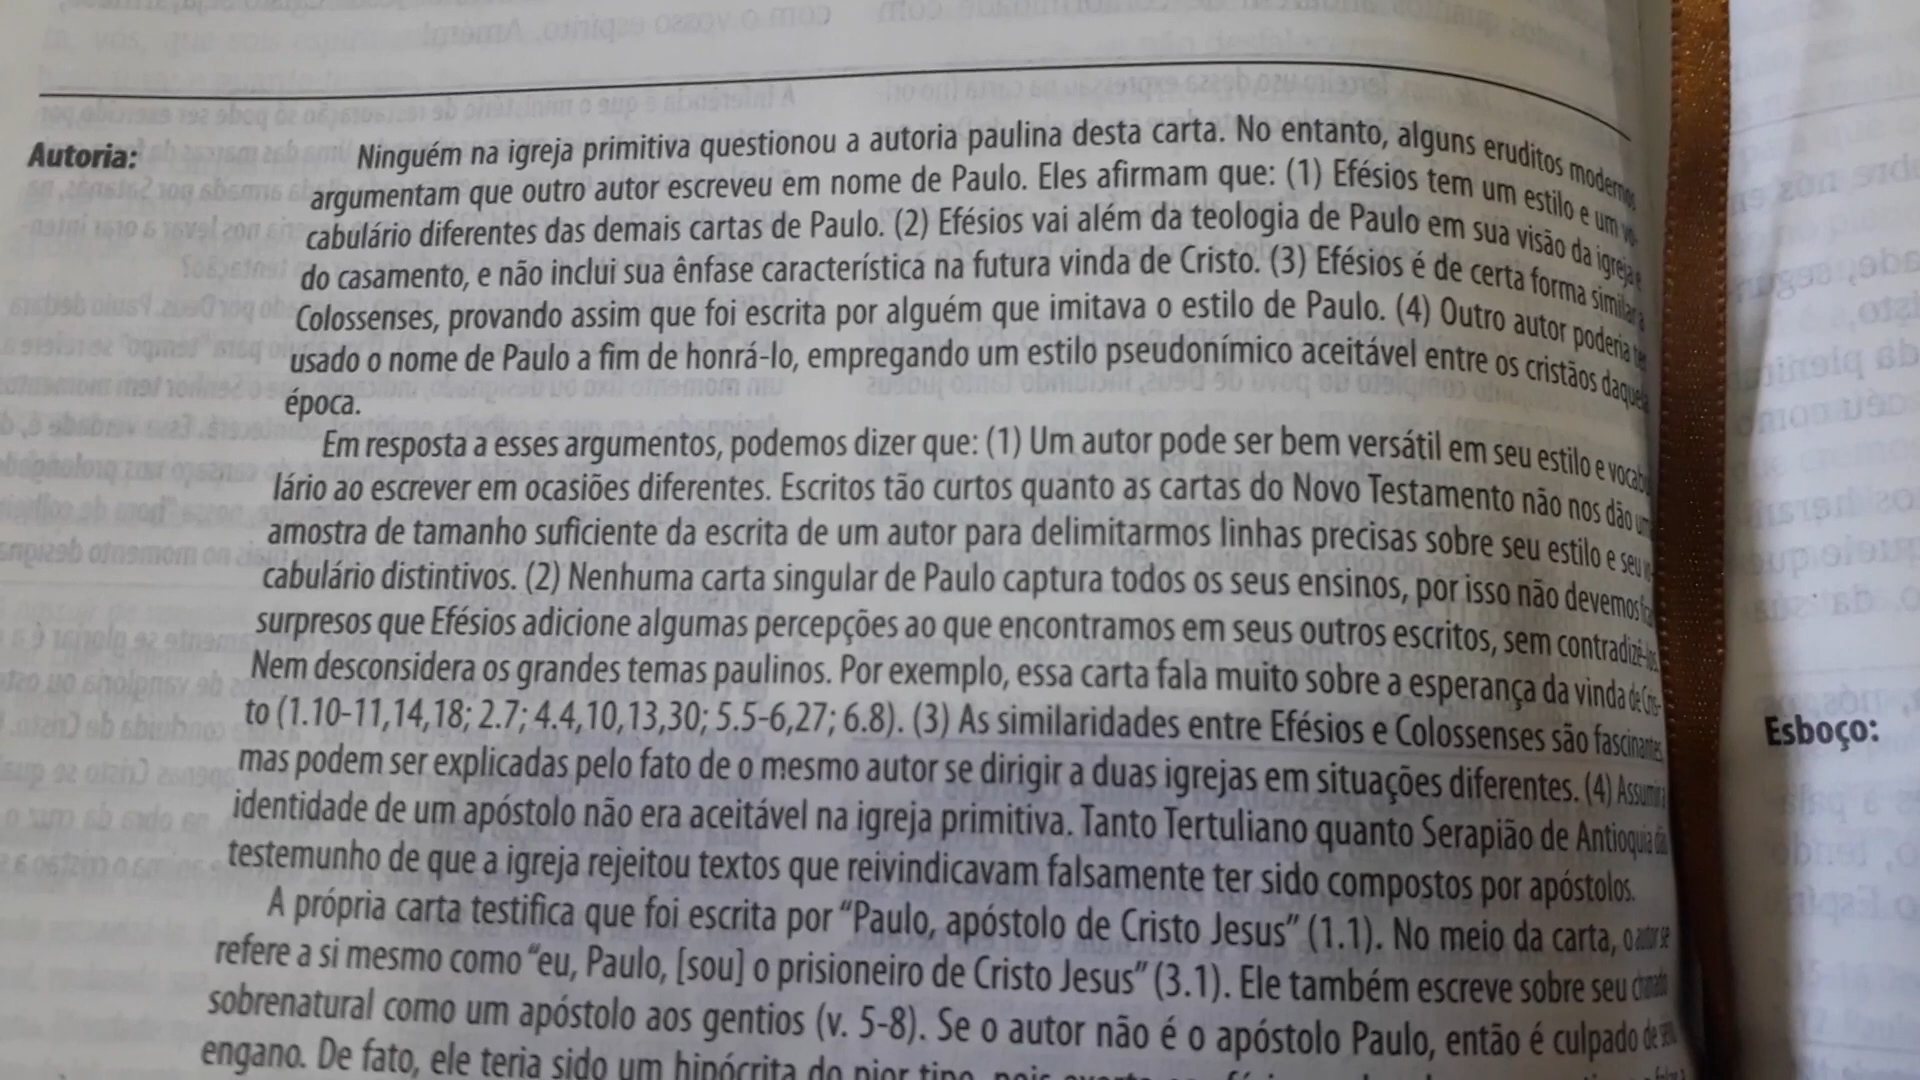 Autoria:
Ninguém na igreja primitiva questionou a autoria paulina desta carta. No entanto, alguns eruditos modernos
argumentam que outro autor escreveu em nome de Paulo. Eles afirmam que: (1) Efésios tem um estilo e um vo-
cabulário diferentes das demais cartas de Paulo. (2) Efésios vai além da teologia de Paulo em sua visão da igreja e
do casamento, e não inclui sua ênfase característica na futura vinda de Cristo. (3) Efésios é de certa forma similar a
Colossenses, provando assim que foi escrita por alguém que imitava o estilo de Paulo. (4) Outro autor poderia ter
usado o nome de Paulo a fim de honrá-lo, empregando um estilo pseudonímico aceitável entre os cristãos daquela
época.
Em resposta a esses argumentos, podemos dizer que: (1) Um autor pode ser bem versátil em seu estilo e vocabu-
lário ao escrever em ocasiões diferentes. Escritos tão curtos quanto as cartas do Novo Testamento não nos dão uma
amostra de tamanho suficiente da escrita de um autor para delimitarmos linhas precisas sobre seu estilo e seu vo-
cabulário distintivos. (2) Nenhuma carta singular de Paulo captura todos os seus ensinos, por isso não devemos
surpresos que Efésios adicione algumas percepções ao que encontramos em seus outros escritos, sem contradizê-los.
Nem desconsidera os grandes temas paulinos. Por exemplo, essa carta fala muito sobre a esperança da vinda de Cris-
to (1.10-11,14,18; 2.7; 4.4,10,13,30; 5.5-6,27; 6.8). (3) As similaridades entre Efésios e Colossenses são fascinantes,
mas podem ser explicadas pelo fato de o mesmo autor se dirigir a duas igrejas em situações diferentes. (4) Assumir a
identidade de um apóstolo não era aceitável na igreja primitiva. Tanto Tertuliano quanto Serapião de Antioquia dão
testemunho de que a igreja rejeitou textos que reivindicavam falsamente ter sido compostos por apóstolos.
A própria carta testifica que foi escrita por “Paulo, apóstolo de Cristo Jesus” (1.1). No meio da carta, o autor se
refere a si mesmo como “eu, Paulo, [sou] o prisioneiro de Cristo Jesus” (3.1). Ele também escreve sobre seu chamado
sobrenatural como um apóstolo aos gentios (v. 5-8). Se o autor não é o apóstolo Paulo, então é culpado de
engano. De fato, ele teria sido um hipócrita do pior tipo, pois
Esboço: